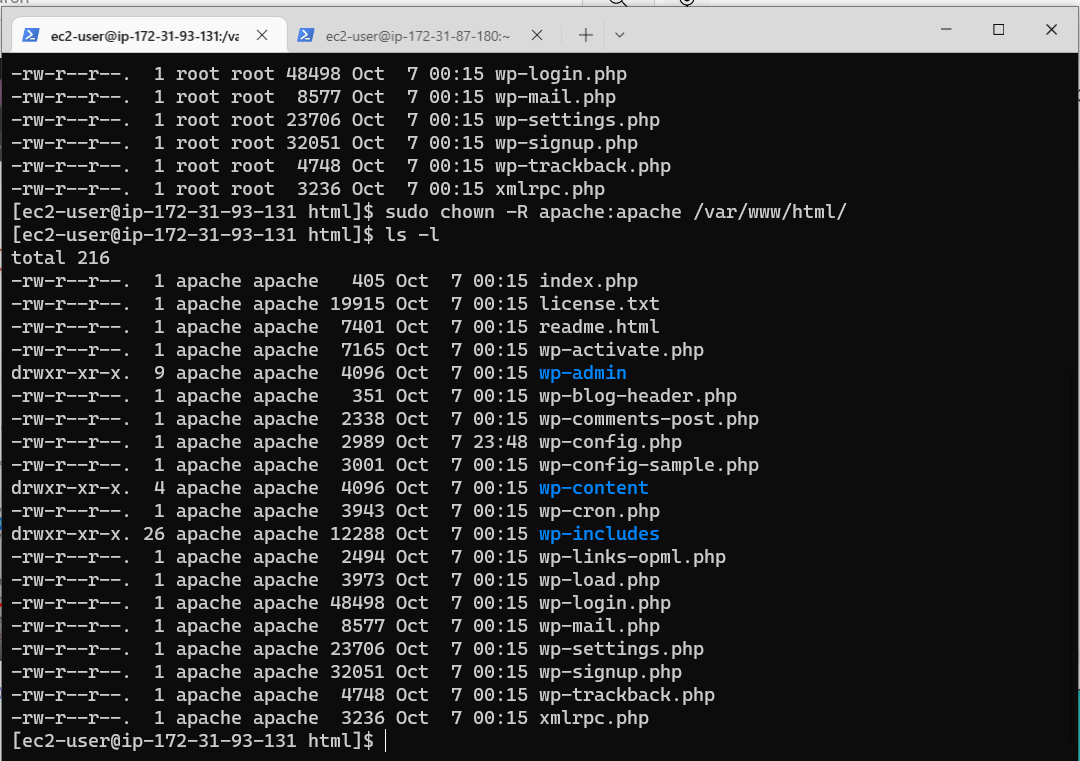 ec2-user@ip-172-31-93-131:/va
ec2-user@ip-172-31-87-180:~
-rw-r--r--.  1 root root 48498 Oct  7 00:15 wp-login.php
-rw-r--r--.  1 root root  8577 Oct  7 00:15 wp-mail.php
-rw-r--r--.  1 root root 23706 Oct  7 00:15 wp-settings.php
-rw-r--r--.  1 root root 32051 Oct  7 00:15 wp-signup.php
-rw-r--r--.  1 root root  4748 Oct  7 00:15 wp-trackback.php
-rw-r--r--.  1 root root  3236 Oct  7 00:15 xmlrpc.php
[ec2-user@ip-172-31-93-131 html]$ sudo chown -R apache:apache /var/www/html/
[ec2-user@ip-172-31-93-131 html]$ ls -l
total 216
-rw-r--r--.  1 apache apache   405 Oct  7 00:15 index.php
-rw-r--r--.  1 apache apache 19915 Oct  7 00:15 license.txt
-rw-r--r--.  1 apache apache  7401 Oct  7 00:15 readme.html
-rw-r--r--.  1 apache apache  7165 Oct  7 00:15 wp-activate.php
drwxr-xr-x.  9 apache apache  4096 Oct  7 00:15 wp-admin
-rw-r--r--.  1 apache apache   351 Oct  7 00:15 wp-blog-header.php
-rw-r--r--.  1 apache apache  2338 Oct  7 00:15 wp-comments-post.php
-rw-r--r--.  1 apache apache  2989 Oct  7 23:48 wp-config.php
-rw-r--r--.  1 apache apache  3001 Oct  7 00:15 wp-config-sample.php
drwxr-xr-x.  4 apache apache  4096 Oct  7 00:15 wp-content
-rw-r--r--.  1 apache apache  3943 Oct  7 00:15 wp-cron.php
drwxr-xr-x. 26 apache apache 12288 Oct  7 00:15 wp-includes
-rw-r--r--.  1 apache apache  2494 Oct  7 00:15 wp-links-opml.php
-rw-r--r--.  1 apache apache  3973 Oct  7 00:15 wp-load.php
-rw-r--r--.  1 apache apache 48498 Oct  7 00:15 wp-login.php
-rw-r--r--.  1 apache apache  8577 Oct  7 00:15 wp-mail.php
-rw-r--r--.  1 apache apache 23706 Oct  7 00:15 wp-settings.php
-rw-r--r--.  1 apache apache 32051 Oct  7 00:15 wp-signup.php
-rw-r--r--.  1 apache apache  4748 Oct  7 00:15 wp-trackback.php
-rw-r--r--.  1 apache apache  3236 Oct  7 00:15 xmlrpc.php
[ec2-user@ip-172-31-93-131 html]$